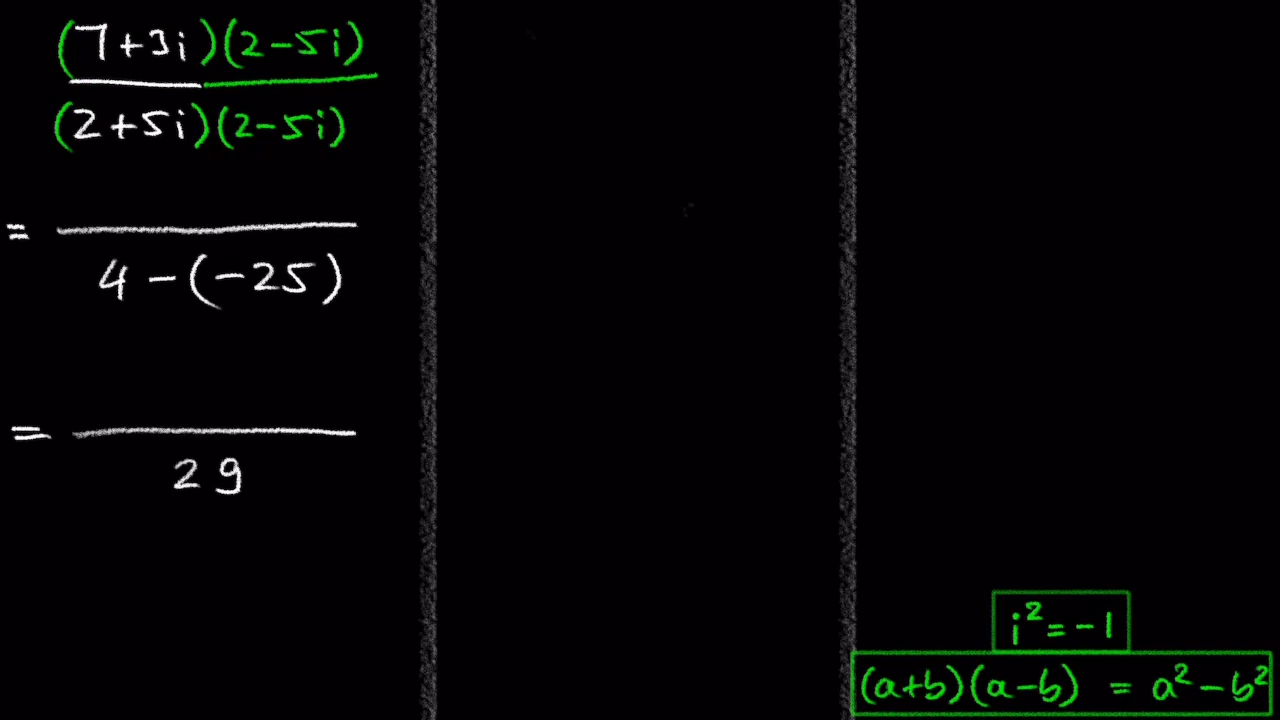 (7+3i)(2-5i)
(2+5i)(2-5i)
=
4-(-25)
=
29
i²=-1
(a+b)(a-b) = a²-b²